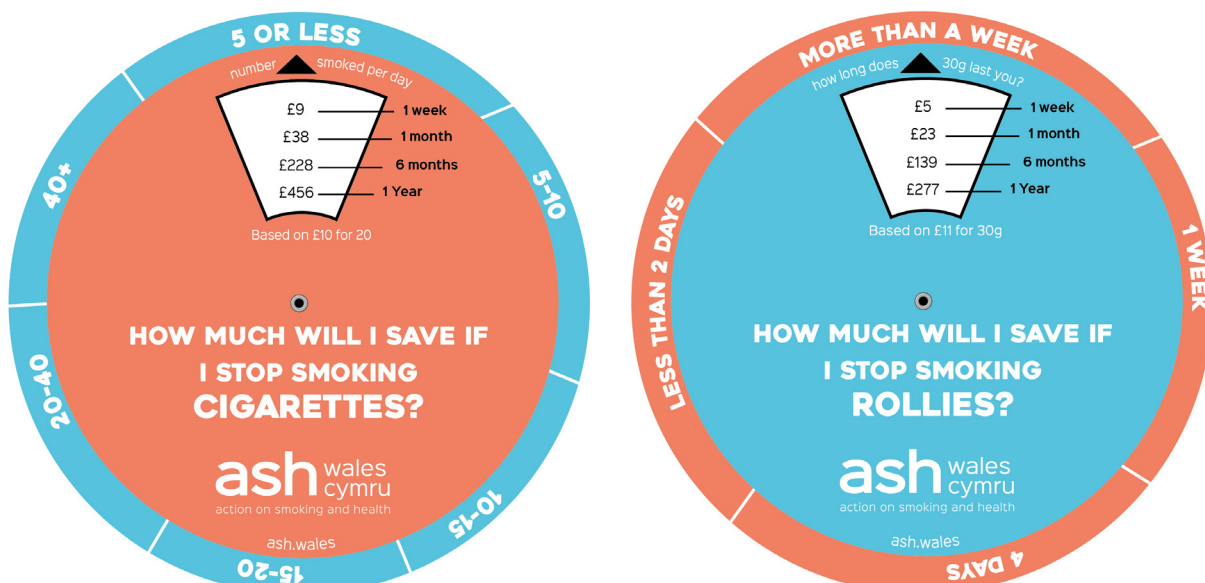 5 OR LESS
number smoked per day
£9 1 week
£38 1 month
£228 6 months
£456 1 Year
Based on £10 for 20
5-10
10-15
15-20
20-40
40+
HOW MUCH WILL I SAVE IF
I STOP SMOKING
CIGARETTES?
ash wales
cymru
action on smoking and health
ash.wales
MORE THAN A WEEK
how long does 30g last you?
£5 1 week
£23 1 month
£139 6 months
£277 1 Year
Based on £11 for 30g
1 WEEK
4 DAYS
LESS THAN 2 DAYS
HOW MUCH WILL I SAVE IF
I STOP SMOKING
ROLLIES?
ash wales
cymru
action on smoking and health
ash.wales